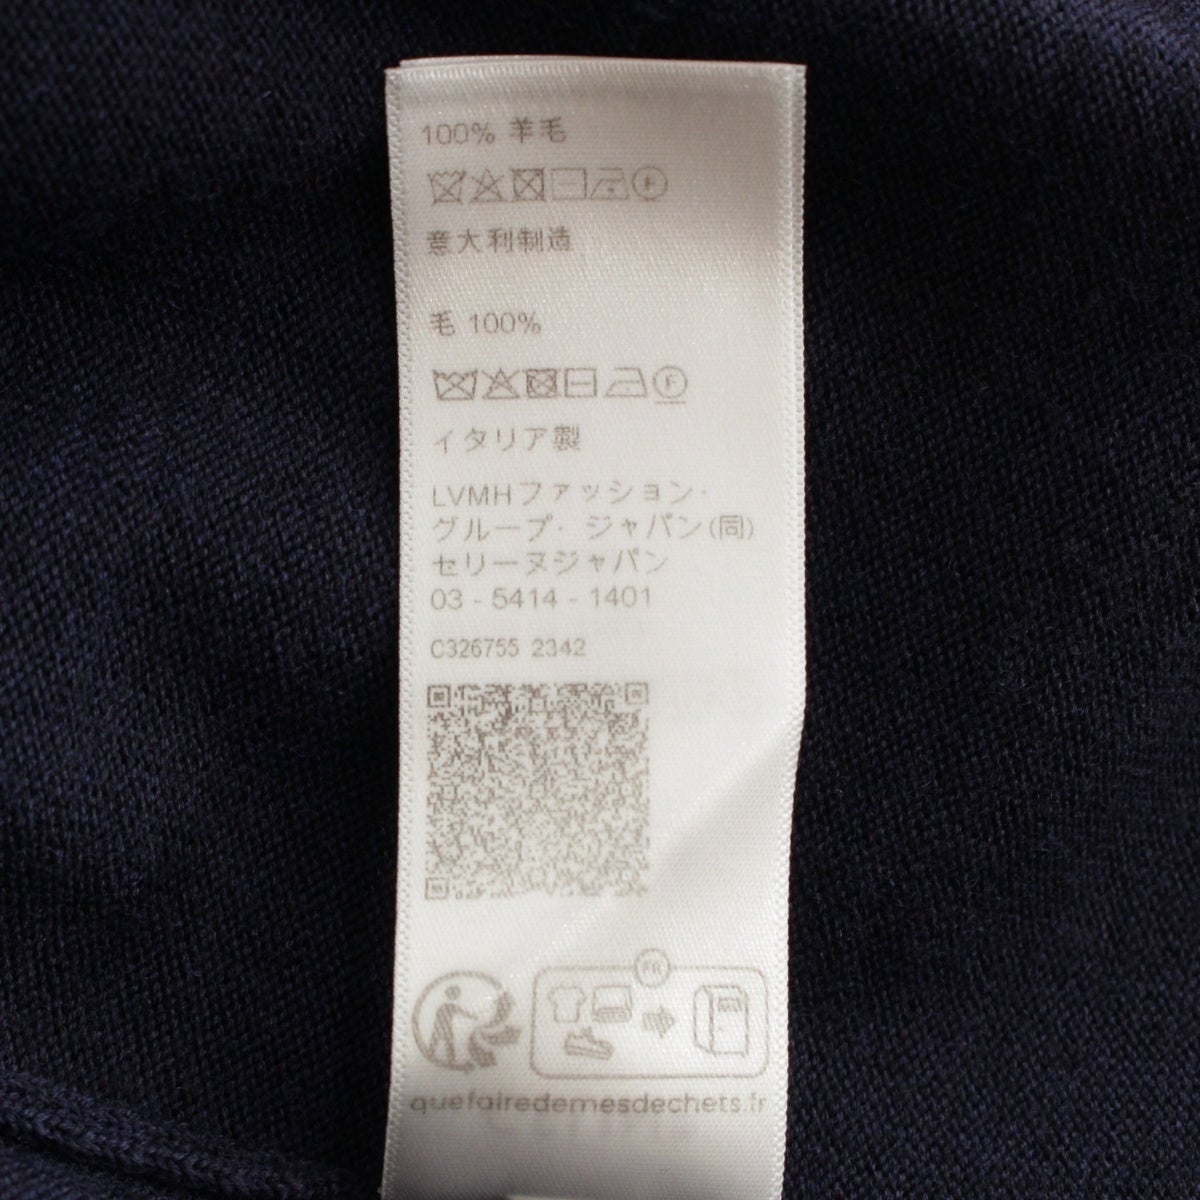 100% 羊毛
意大利制造
毛 100%
F
イタリア製
LVMHファッション·
グループ· ジャパン(同)
セリーヌジャパン
03 - 5414 - 1401
C326755 2342
FR
quefairedemesdechets.fr